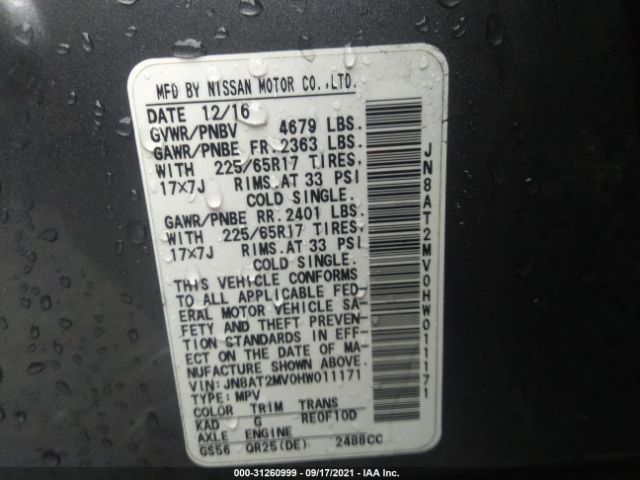 MFD BY NISSAN MOTOR CO.,LTD.
DATE 12/16
GVWR/PNBV 4679 LBS.
GAWR/PNBE FR.2363 LBS.
WITH 225/65R17 TIRES,
17x7J RIMS.AT 33 PSI
COLD SINGLE.
GAWR/PNBE RR.2401 LBS.
WITH 225/65R17 TIRES,
17x7J RIMS.AT 33 PSI
COLD SINGLE.
THIS VEHICLE CONFORMS
TO ALL APPLICABLE FED-
ERAL MOTOR VEHICLE SA-
FETY AND THEFT PREVEN-
TION STANDARDS IN EFF-
ECT ON THE DATE OF MA-
NUFACTURE SHOWN ABOVE.
VIN:JN8AT2MV0HW011171
TYPE:MPV
COLOR TRIM TRANS
KAD G RE0F10D
AXLE ENGINE
GS56 QR25(DE) 2488CC
JN8AT2MV0HW011171
000-31260999 - 09/17/2021 - IAA Inc.